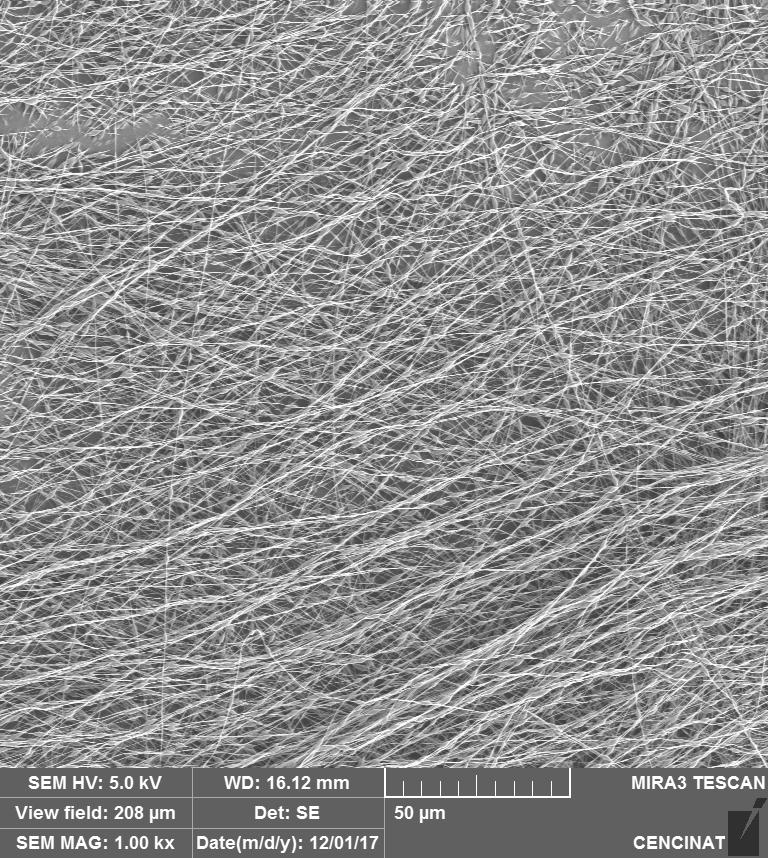 SEM HV: 5.0 kV WD: 16.12 mm MIRA3 TESCAN
View field: 208 µm Det: SE 50 µm
SEM MAG: 1.00 kx Date(m/d/y): 12/01/17 CENCINAT